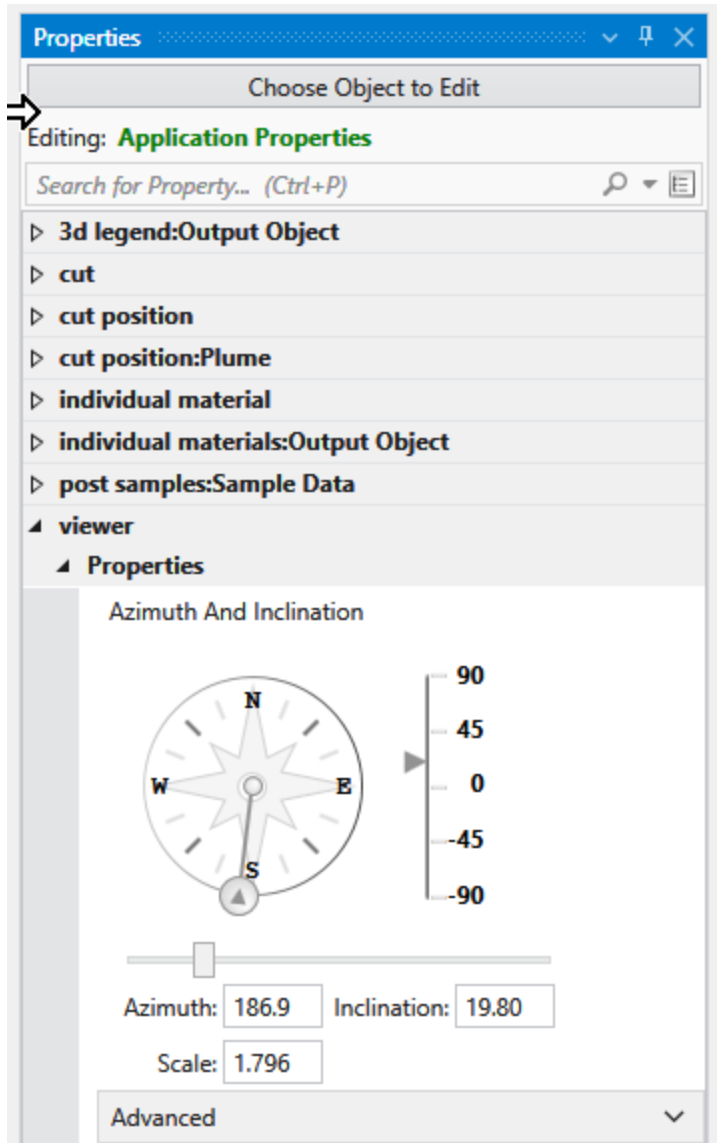 Properties
Choose Object to Edit
Editing: Application Properties
Search for Property... (Ctrl+P)
3d legend:Output Object
cut
cut position
cut position:Plume
individual material
individual materials:Output Object
post samples:Sample Data
viewer
Properties
Azimuth And Inclination
N
W
E
S
90
45
0
-45
-90
Azimuth: 186.9 Inclination: 19.80
Scale: 1.796
Advanced